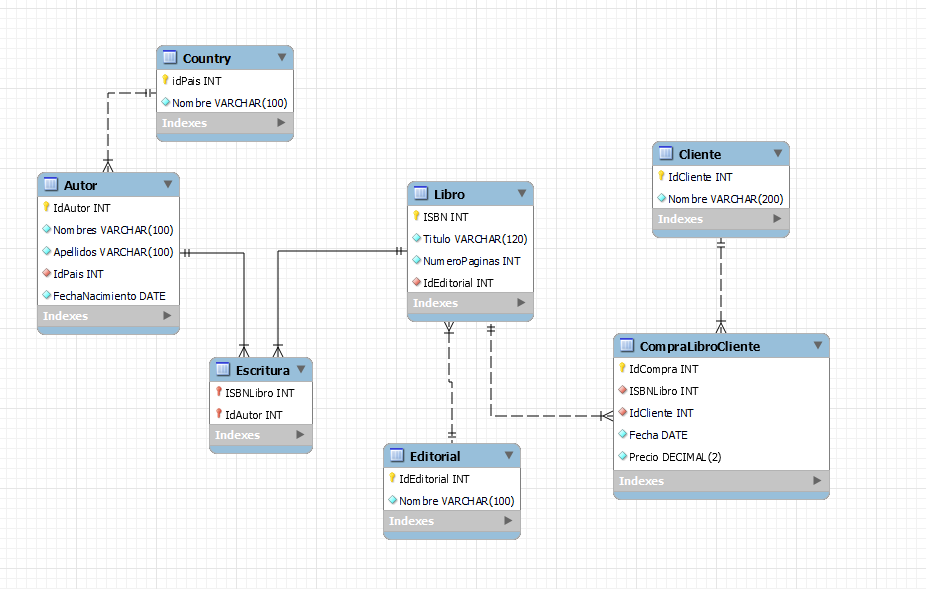 Country
idPais INT
Nombre VARCHAR(100)
Indexes
Autor
IdAutor INT
Nombres VARCHAR(100)
Apellidos VARCHAR(100)
IdPais INT
FechaNacimiento DATE
Indexes
Libro
ISBN INT
Titulo VARCHAR(120)
NumeroPaginas INT
IdEditorial INT
Indexes
Cliente
IdCliente INT
Nombre VARCHAR(200)
Indexes
Escritura
ISBNLibro INT
IdAutor INT
Indexes
Editorial
IdEditorial INT
Nombre VARCHAR(100)
Indexes
CompraLibroCliente
IdCompra INT
ISBNLibro INT
IdCliente INT
Fecha DATE
Precio DECIMAL(2)
Indexes